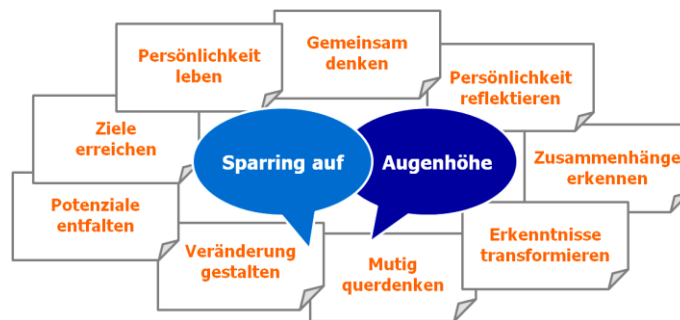 Gemeinsam
denken
Persönlichkeit
leben
Persönlichkeit
reflektieren
Ziele
erreichen
Sparring auf
Augenhöhe
Zusammenhänge
erkennen
Potenziale
entfalten
Veränderung
gestalten
Mutig
querdenken
Erkenntnisse
transformieren